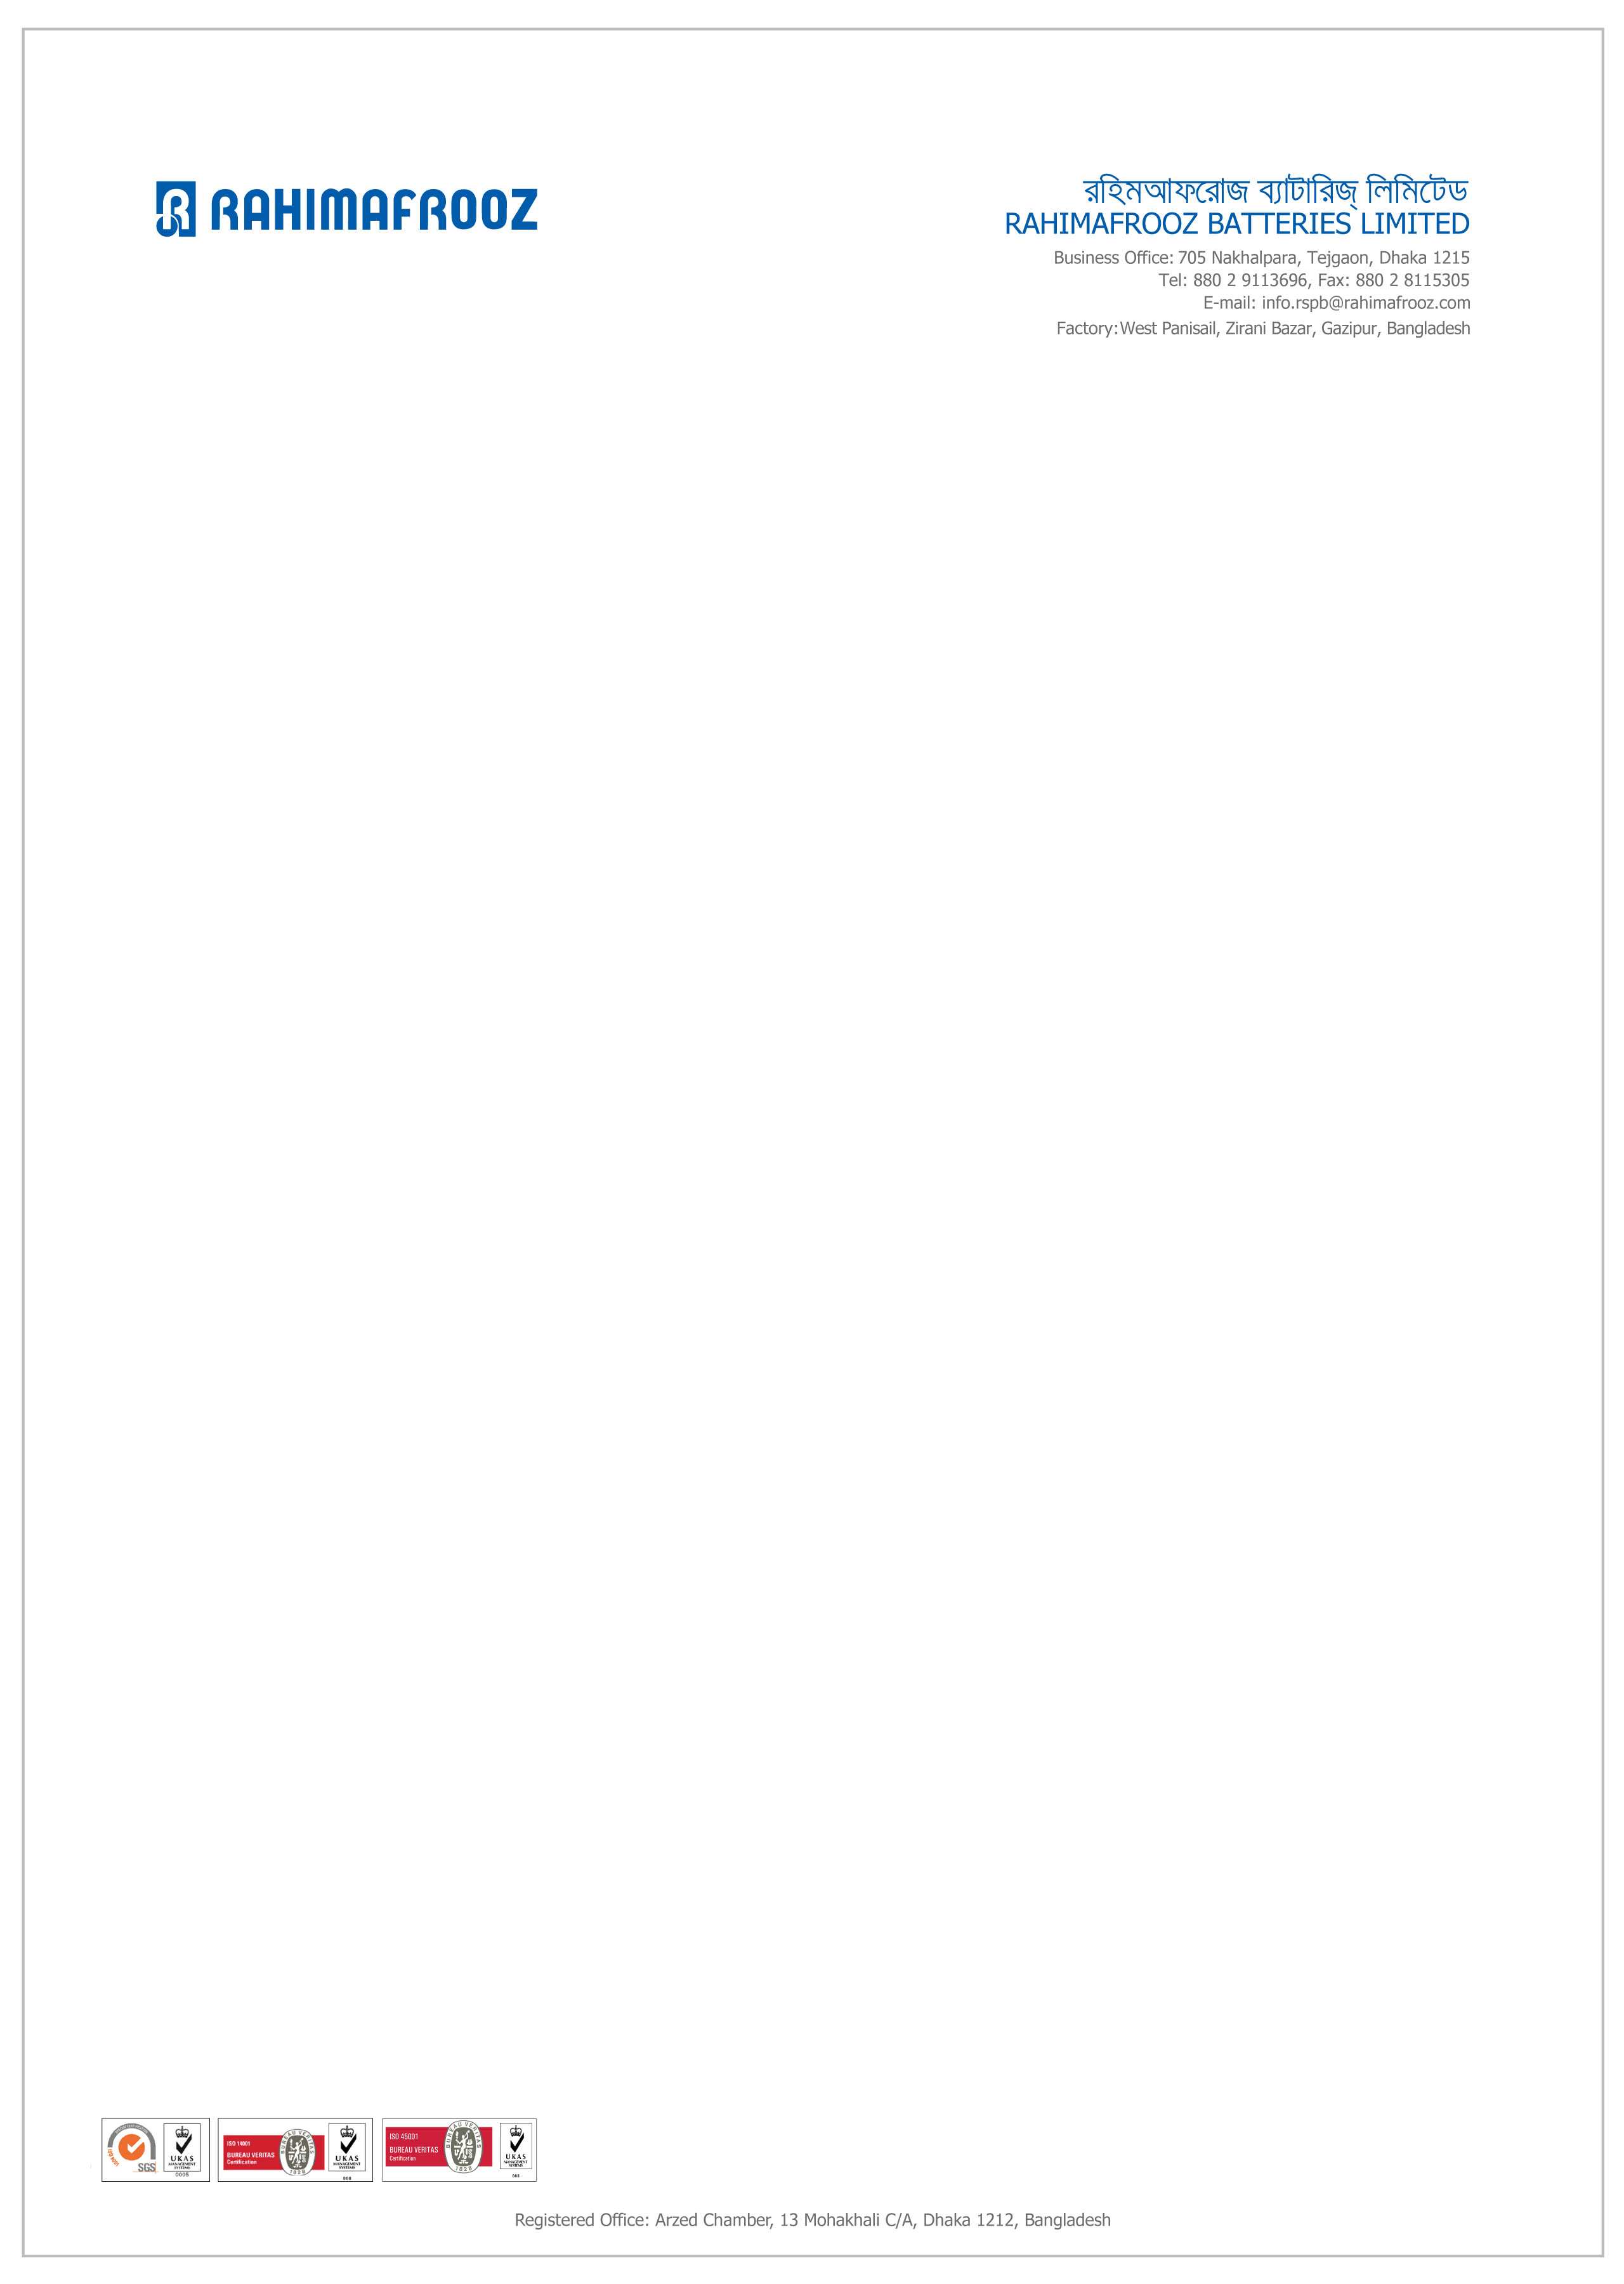 RAHIMAFROOZ
রহিমআফরোজ ব্যাটারিজ্ লিমিটেড
RAHIMAFROOZ BATTERIES LIMITED
Business Office: 705 Nakhalpara, Tejgaon, Dhaka 1215
Tel: 880 2 9113696, Fax: 880 2 8115305
E-mail: info.rspb@rahimafrooz.com
Factory: West Panisail, Zirani Bazar, Gazipur, Bangladesh
ISO 9001
SGS
UKAS
MANAGEMENT
SYSTEMS
0005
ISO 14001
BUREAU VERITAS
Certification
BUREAU VERITAS
1828
UKAS
MANAGEMENT
SYSTEMS
008
ISO 45001
BUREAU VERITAS
Certification
BUREAU VERITAS
1828
UKAS
MANAGEMENT
SYSTEMS
008
Registered Office: Arzed Chamber, 13 Mohakhali C/A, Dhaka 1212, Bangladesh